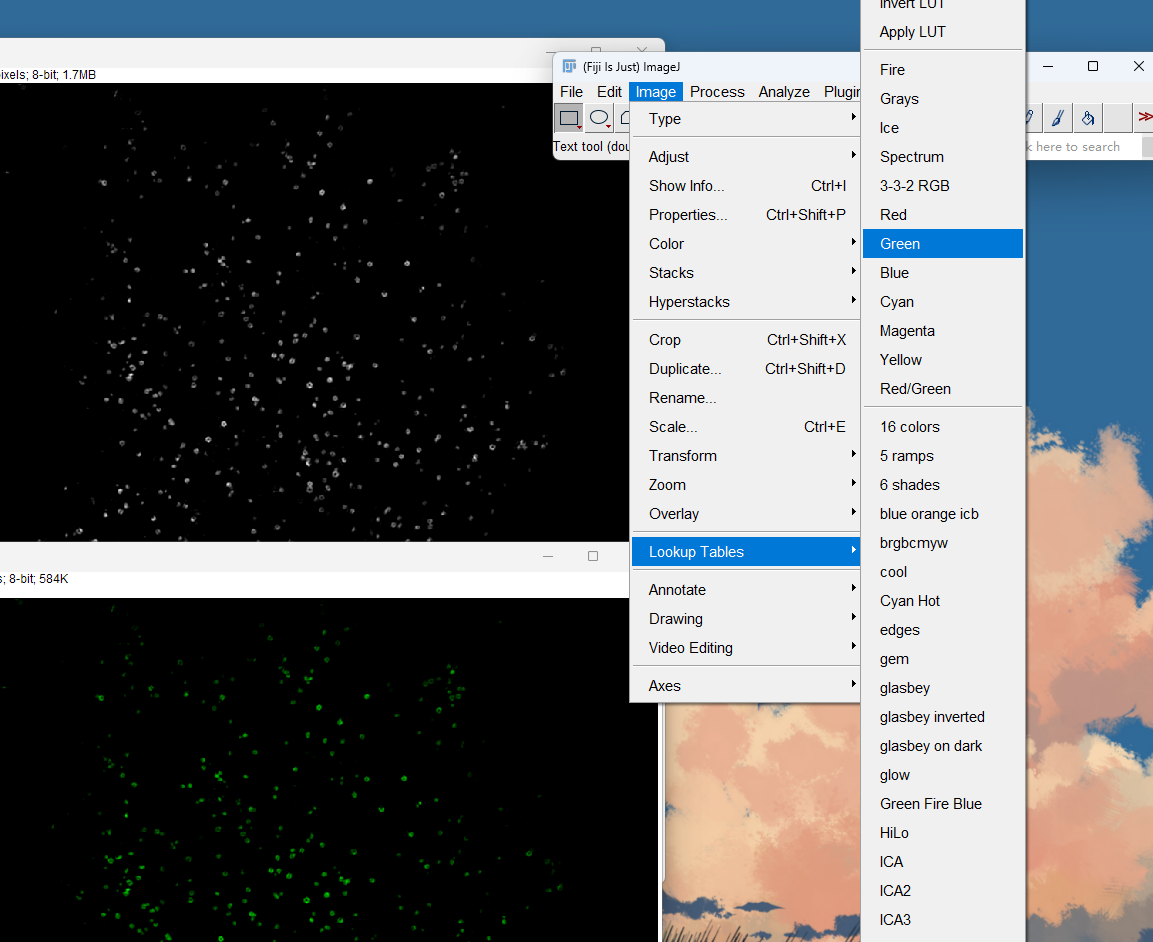 ixels; 8-bit; 1.7MB
(Fiji Is Just) ImageJ
File Edit Image Process Analyze Plugin
Text tool (dou
k here to search
Type
Adjust
Show Info... Ctrl+I
Properties... Ctrl+Shift+P
Color
Stacks
Hyperstacks
Crop Ctrl+Shift+X
Duplicate... Ctrl+Shift+D
Rename...
Scale... Ctrl+E
Transform
Zoom
Overlay
Lookup Tables
Annotate
Drawing
Video Editing
Axes
Invert LUT
Apply LUT
Fire
Grays
Ice
Spectrum
3-3-2 RGB
Red
Green
Blue
Cyan
Magenta
Yellow
Red/Green
16 colors
5 ramps
6 shades
blue orange icb
brgbcmyw
cool
Cyan Hot
edges
gem
glasbey
glasbey inverted
glasbey on dark
glow
Green Fire Blue
HiLo
ICA
ICA2
ICA3
s; 8-bit; 584K